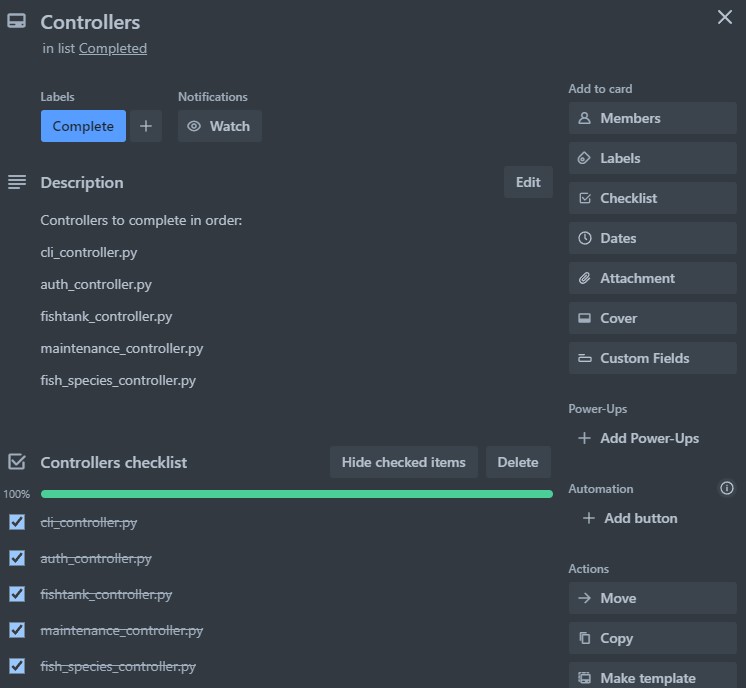 Controllers
in list Completed
Labels
Notifications
Complete
Watch
Description
Edit
Controllers to complete in order:
cli_controller.py
auth_controller.py
fishtank_controller.py
maintenance_controller.py
fish_species_controller.py
Controllers checklist
Hide checked items
Delete
100%
cli_controller.py
auth_controller.py
fishtank_controller.py
maintenance_controller.py
fish_species_controller.py
Add to card
Members
Labels
Checklist
Dates
Attachment
Cover
Custom Fields
Power-Ups
+ Add Power-Ups
Automation
+ Add button
Actions
Move
Copy
Make template